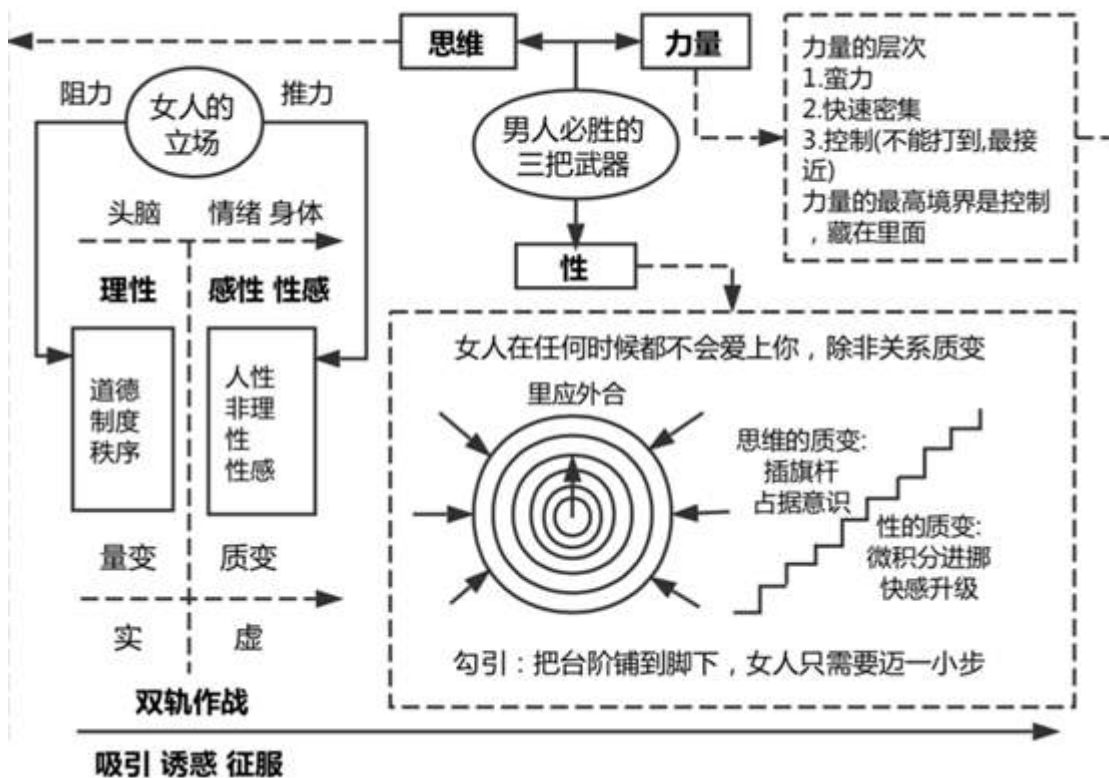 思维
力量
男人必胜的
三把武器
性
力量的层次
1.蛮力
2.快速密集
3.控制(不能打到,最接
近)
力量的最高境界是控制
,藏在里面
阻力
女人的
立场
推力
头脑
情绪 身体
理性
感性 性感
道德
制度
秩序
人性
非理
性
性感
量变
质变
实
虚
双轨作战
女人在任何时候都不会爱上你，除非关系质变
里应外合
思维的质变:
插旗杆
占据意识
性的质变:
微积分进挪
快感升级
勾引：把台阶铺到脚下，女人只需要迈一小步
吸引 诱惑 征服